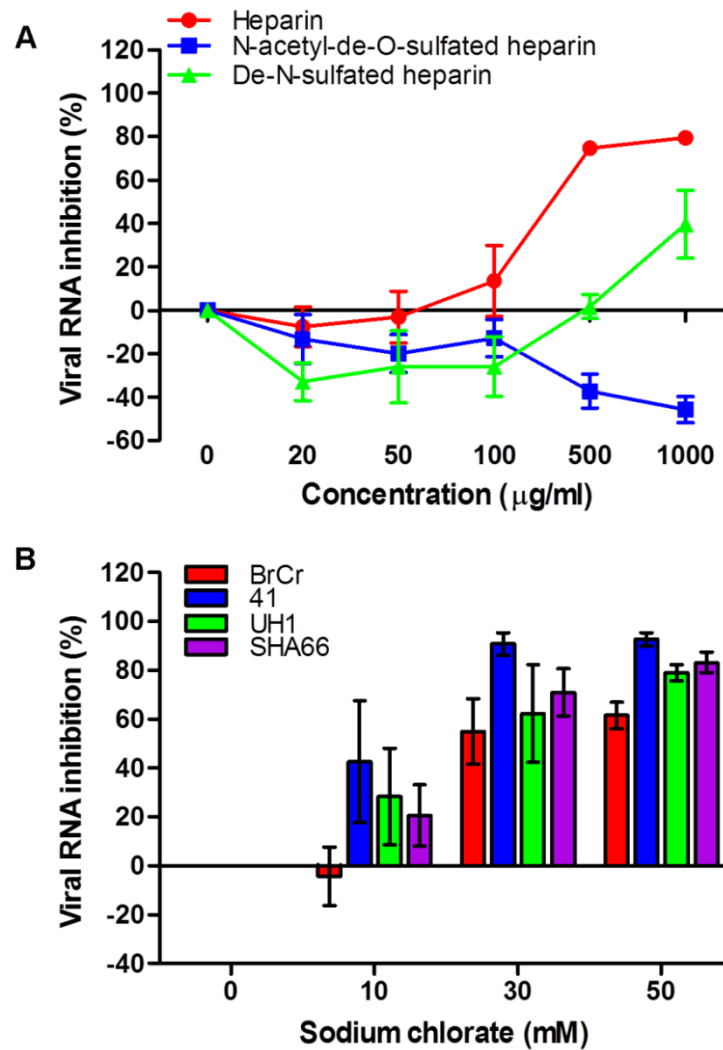 A
Heparin
N-acetyl-de-O-sulfated heparin
De-N-sulfated heparin
Viral RNA inhibition (%)
120
100
80
60
40
20
0
-20
-40
-60
0 20 50 100 500 1000
Concentration (μg/ml)
B
BrCr
41
UH1
SHA66
Viral RNA inhibition (%)
120
100
80
60
40
20
0
-20
-40
0 10 30 50
Sodium chlorate (mM)